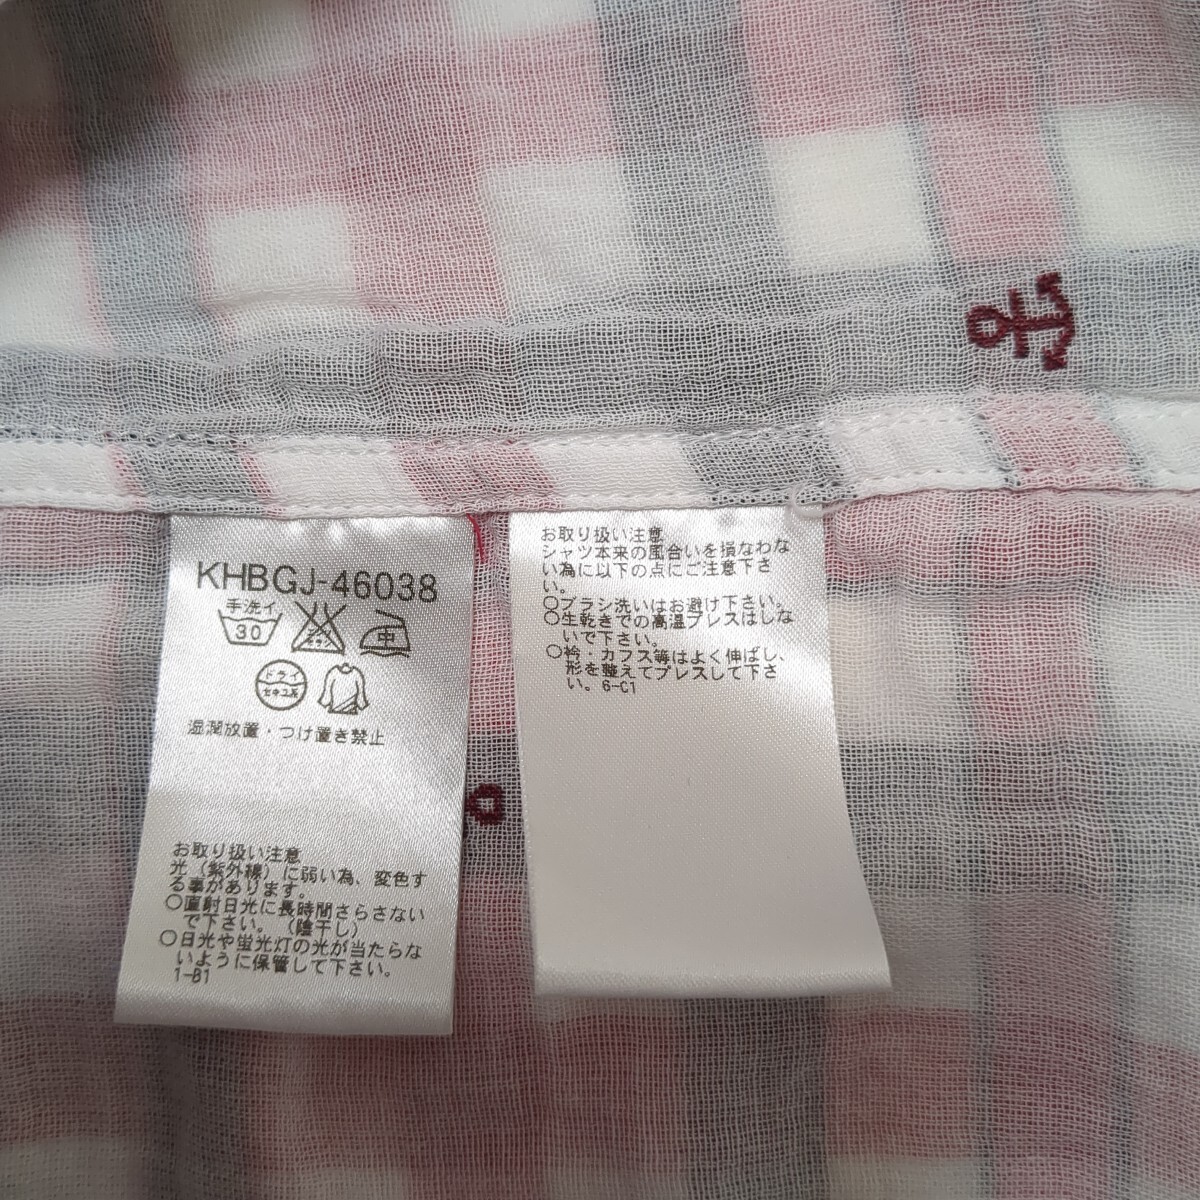 KHBGJ-46038
手洗イ
30
エンソ
サラシ
中
ドライ
セキユ系
湿潤放置・つけ置き禁止
お取り扱い注意
光(紫外線)に弱い為、変色す
る事があります。
○直射日光に長時間さらさない
で下さい。(陰干し)
○日光や蛍光灯の光が当たらな
いように保管して下さい。
1-B1
お取り扱い注意
シャツ本来の風合いを損なわな
い為に以下の点にご注意下さ
い。
○ブラシ洗いはお避け下さい。
○生乾きでの高温プレスはしな
いで下さい。
○衿・カフス等はよく伸ばし、
形を整えてプレスして下さ
い。6-C1